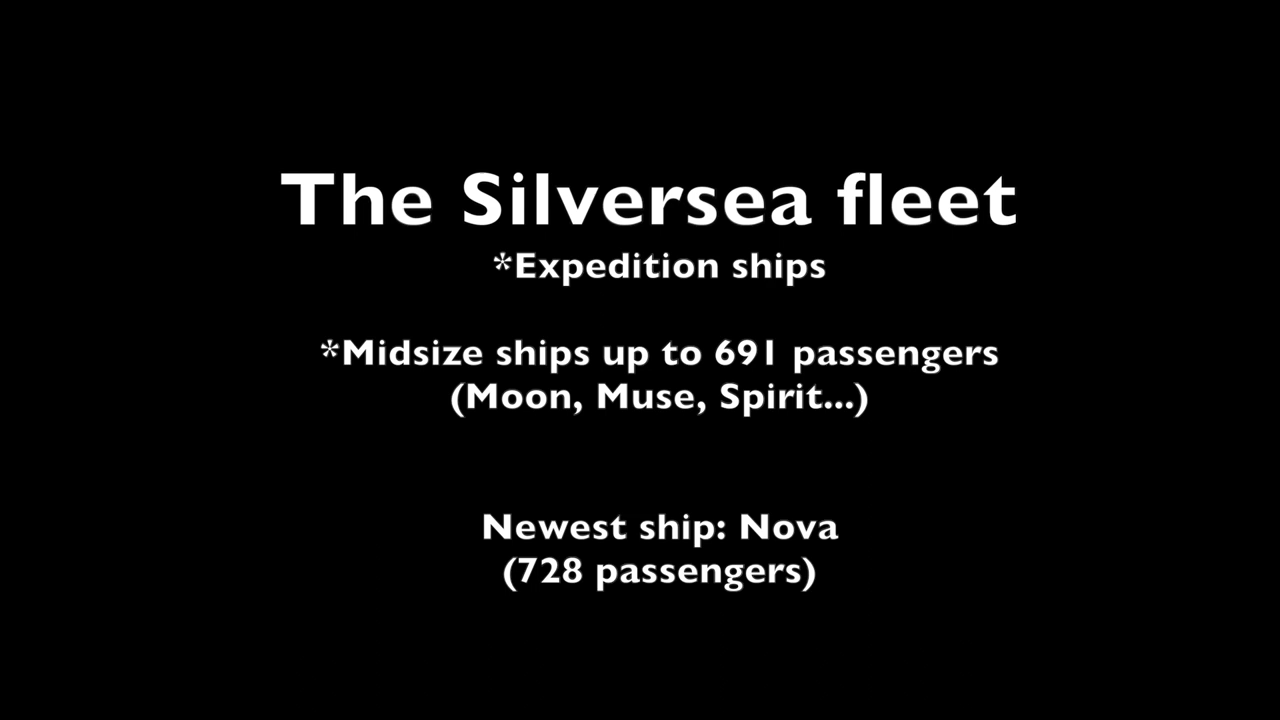 The Silversea fleet
*Expedition ships
*Midsize ships up to 691 passengers
(Moon, Muse, Spirit...)
Newest ship: Nova
(728 passengers)